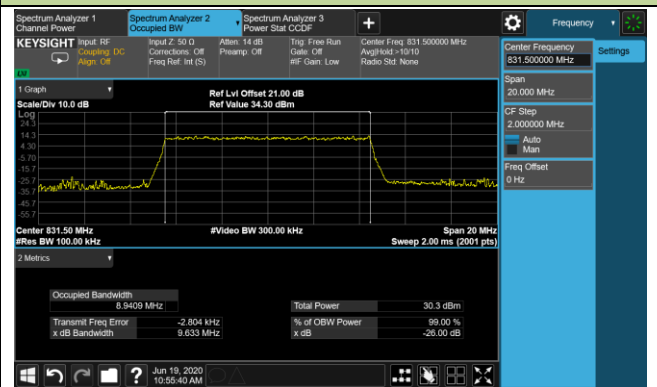 Spectrum Analyzer 1
Channel Power
Spectrum Analyzer 2
Occupied BW
Spectrum Analyzer 3
Power Stat CCDF
Frequency
KEYSIGHT
Input: RF
Coupling: DC
Align: Off
Input Z: 50 Ω
Corrections: Off
Freq Ref: Int (S)
Atten: 14 dB
Preamp: Off
Trig: Free Run
Gate: Off
#IF Gain: Low
Center Freq: 831.500000 MHz
Avg|Hold:>10/10
Radio Std: None
LXI
Center Frequency
831.500000 MHz
Settings
Span
20.000 MHz
CF Step
2.000000 MHz
Auto
Man
Freq Offset
0 Hz
1 Graph
Scale/Div 10.0 dB
Ref Lvl Offset 21.00 dB
Ref Value 34.30 dBm
Log
24.3
14.3
4.30
-5.70
-15.7
-25.7
-35.7
-45.7
-55.7
Center 831.50 MHz
#Video BW 300.00 kHz
Span 20 MHz
#Res BW 100.00 kHz
Sweep 2.00 ms (2001 pts)
2 Metrics
Occupied Bandwidth
8.9409 MHz
Total Power 30.3 dBm
Transmit Freq Error -2.804 kHz
% of OBW Power 99.00 %
x dB Bandwidth 9.633 MHz
x dB -26.00 dB
?
Jun 19, 2020
10:55:40 AM